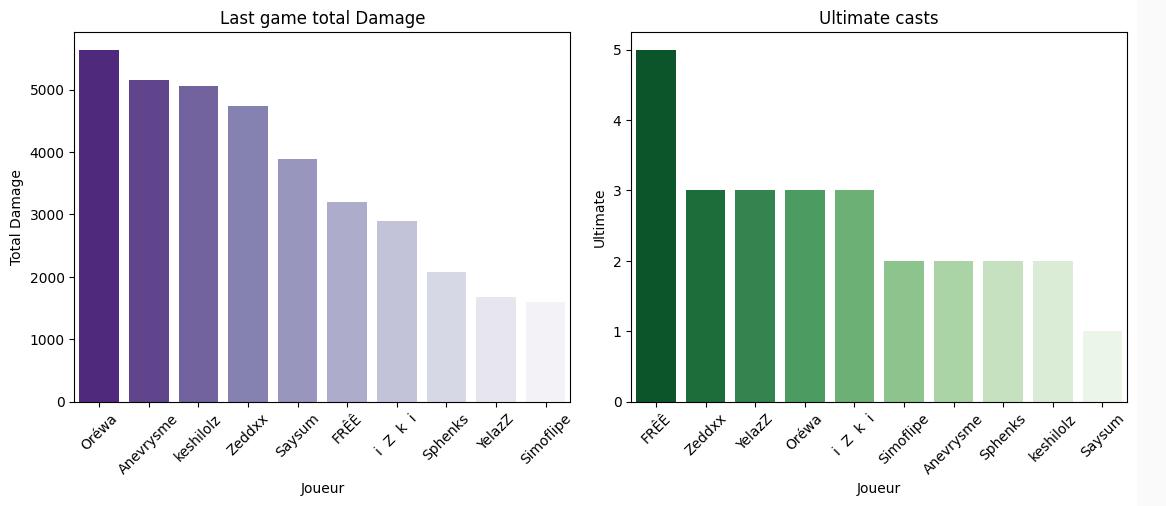 Last game total Damage
Total Damage
5000
4000
3000
2000
1000
0
Oréwa
Anevrysme
keshilolz
Zeddxx
Saysum
FRÊÊ
i Z k i
Sphenks
YelazZ
Simoflipe
Joueur
Ultimate casts
Ultimate
5
4
3
2
1
0
FRÊÊ
Zeddxx
YelazZ
Oréwa
i Z k i
Simoflipe
Anevrysme
Sphenks
keshilolz
Saysum
Joueur